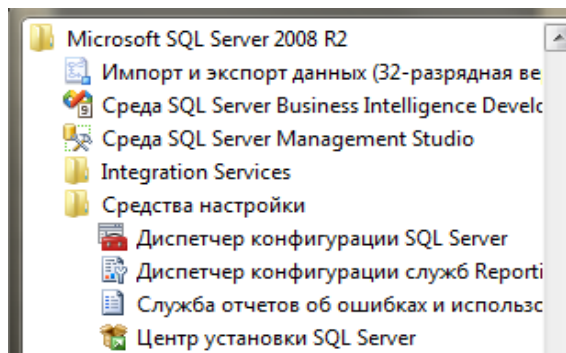 Microsoft SQL Server 2008 R2
Импорт и экспорт данных (32-разрядная ве
Среда SQL Server Business Intelligence Develo
Среда SQL Server Management Studio
Integration Services
Средства настройки
Диспетчер конфигурации SQL Server
Диспетчер конфигурации служб Reporti
Служба отчетов об ошибках и использо
Центр установки SQL Server